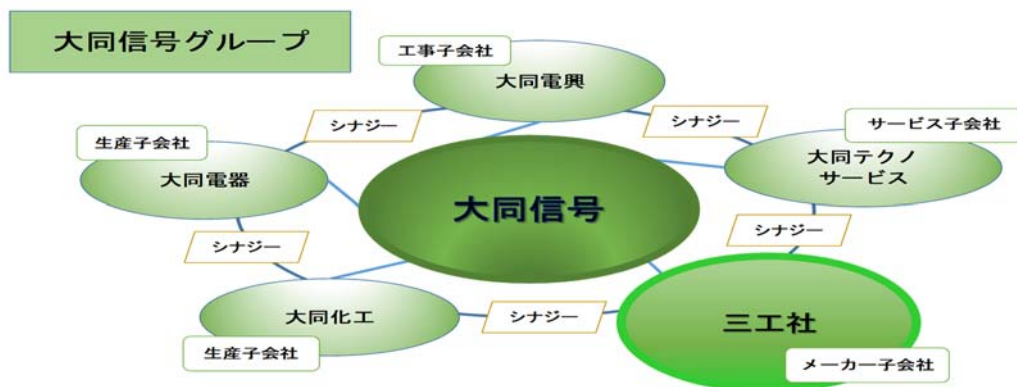 大同信号グループ
工事子会社
大同電興
シナジー
シナジー
生産子会社
大同電器
サービス子会社
大同テクノ
サービス
大同信号
シナジー
シナジー
大同化工
生産子会社
シナジー
三工社
メーカー子会社